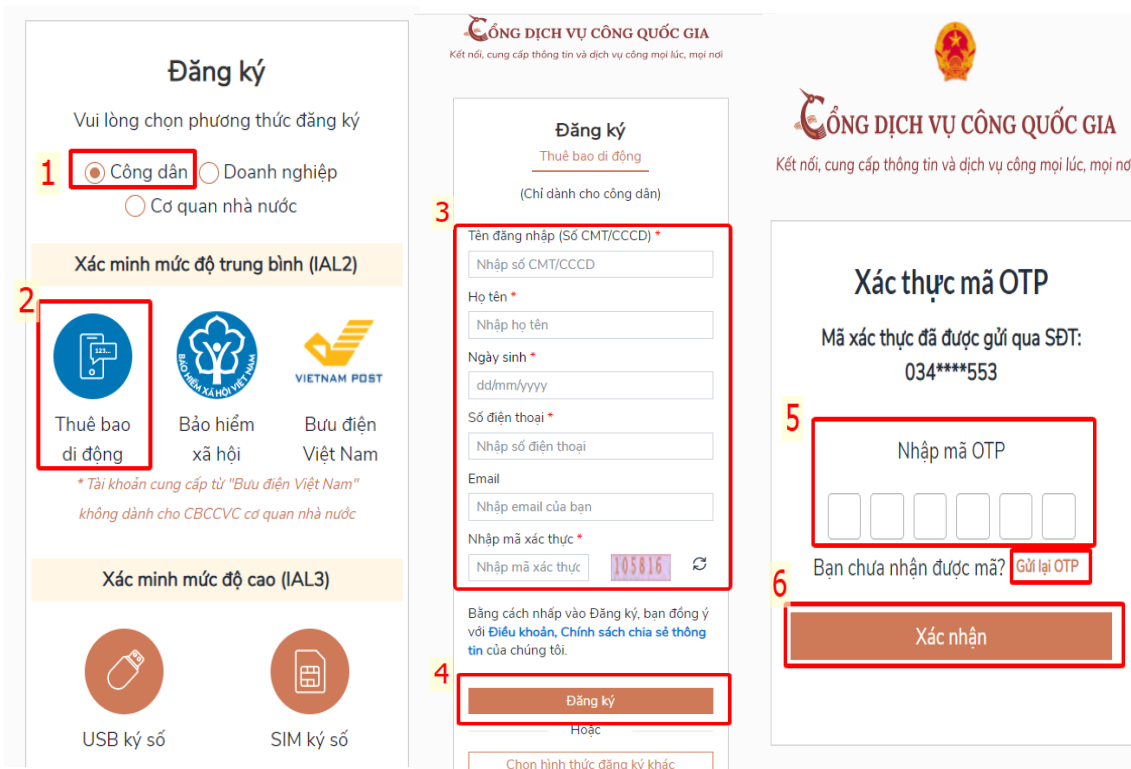 Đăng ký
Vui lòng chọn phương thức đăng ký
1
Công dân Doanh nghiệp
Cơ quan nhà nước
Xác minh mức độ trung bình (IAL2)
2
123...
BẢO HIỂM XÃ HỘI VIỆT NAM
VIETNAM POST
Thuê bao di động
Bảo hiểm xã hội
Bưu điện Việt Nam
* Tài khoản cung cấp từ "Bưu điện Việt Nam"
không dành cho CBCCVC cơ quan nhà nước
Xác minh mức độ cao (IAL3)
USB ký số
SIM ký số
CỔNG DỊCH VỤ CÔNG QUỐC GIA
Kết nối, cung cấp thông tin và dịch vụ công mọi lúc, mọi nơi
Đăng ký
Thuê bao di động
(Chỉ dành cho công dân)
3
Tên đăng nhập (Số CMT/CCCD) *
Nhập số CMT/CCCD
Họ tên *
Nhập họ tên
Ngày sinh *
dd/mm/yyyy
Số điện thoại *
Nhập số điện thoại
Email
Nhập email của bạn
Nhập mã xác thực *
Nhập mã xác thực 105816
Bằng cách nhấp vào Đăng ký, bạn đồng ý
với Điều khoản, Chính sách chia sẻ thông
tin của chúng tôi.
4
Đăng ký
Hoặc
Chọn hình thức đăng ký khác
CỔNG DỊCH VỤ CÔNG QUỐC GIA
Kết nối, cung cấp thông tin và dịch vụ công mọi lúc, mọi nơ
Xác thực mã OTP
Mã xác thực đã được gửi qua SĐT:
034****553
5
Nhập mã OTP
Bạn chưa nhận được mã? Gửi lại OTP
6
Xác nhận